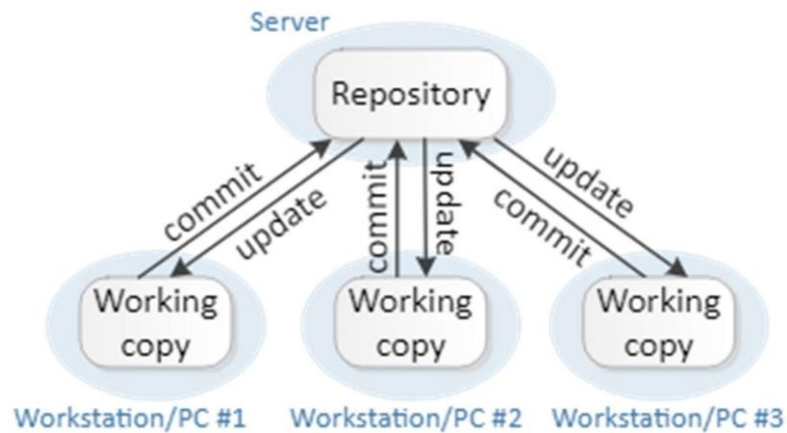 Server
Repository
commit
update
commit
update
commit
update
Working
copy
Working
copy
Working
copy
Workstation/PC #1
Workstation/PC #2
Workstation/PC #3